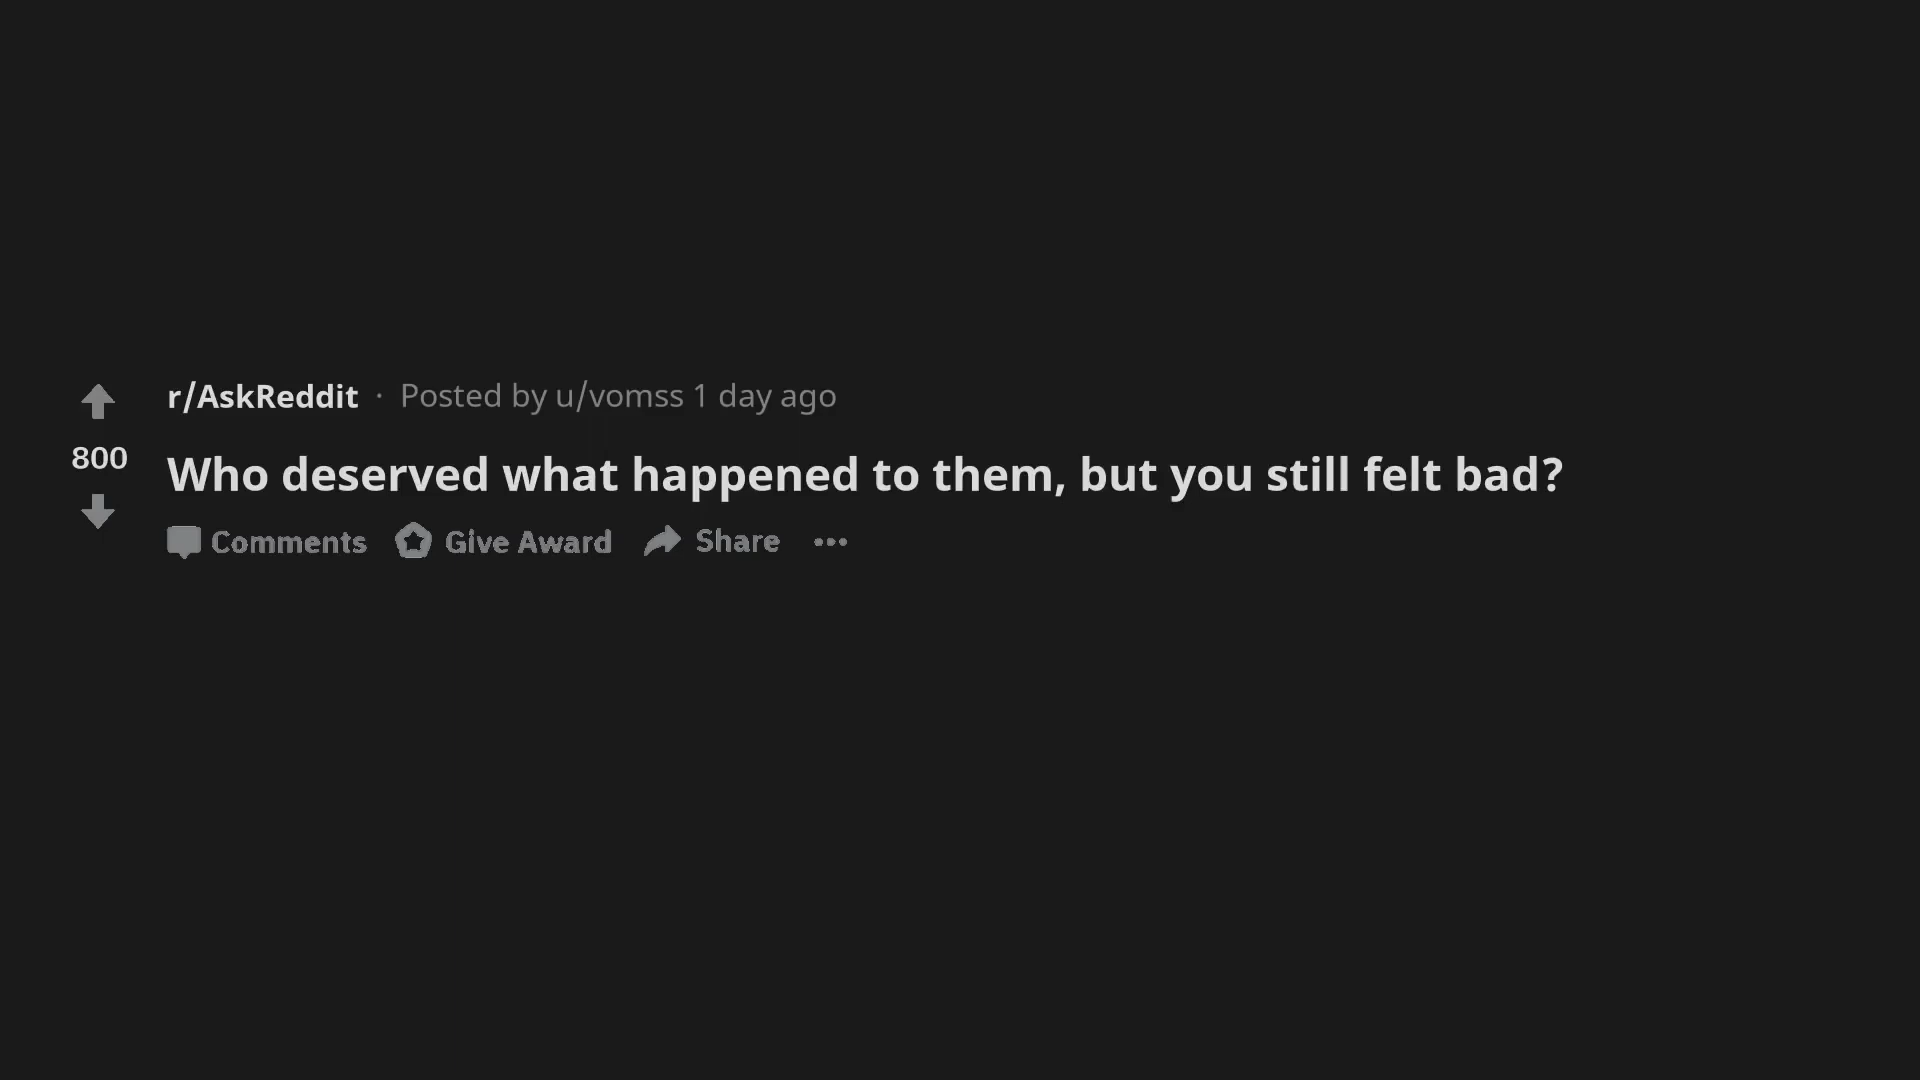 r/AskReddit · Posted by u/vomss 1 day ago
800
Who deserved what happened to them, but you still felt bad?
Comments Give Award Share ...